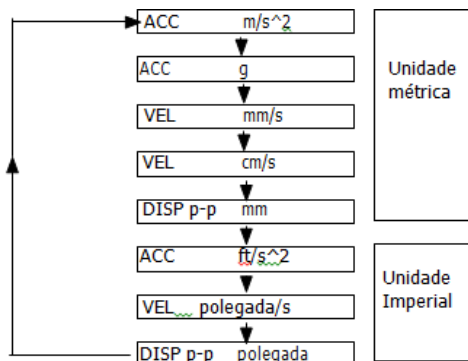 ACC m/s^2
ACC g
VEL mm/s
VEL cm/s
DISP p-p mm
ACC ft/s^2
VEL polegada/s
DISP p-p polegada
Unidade
métrica
Unidade
Imperial